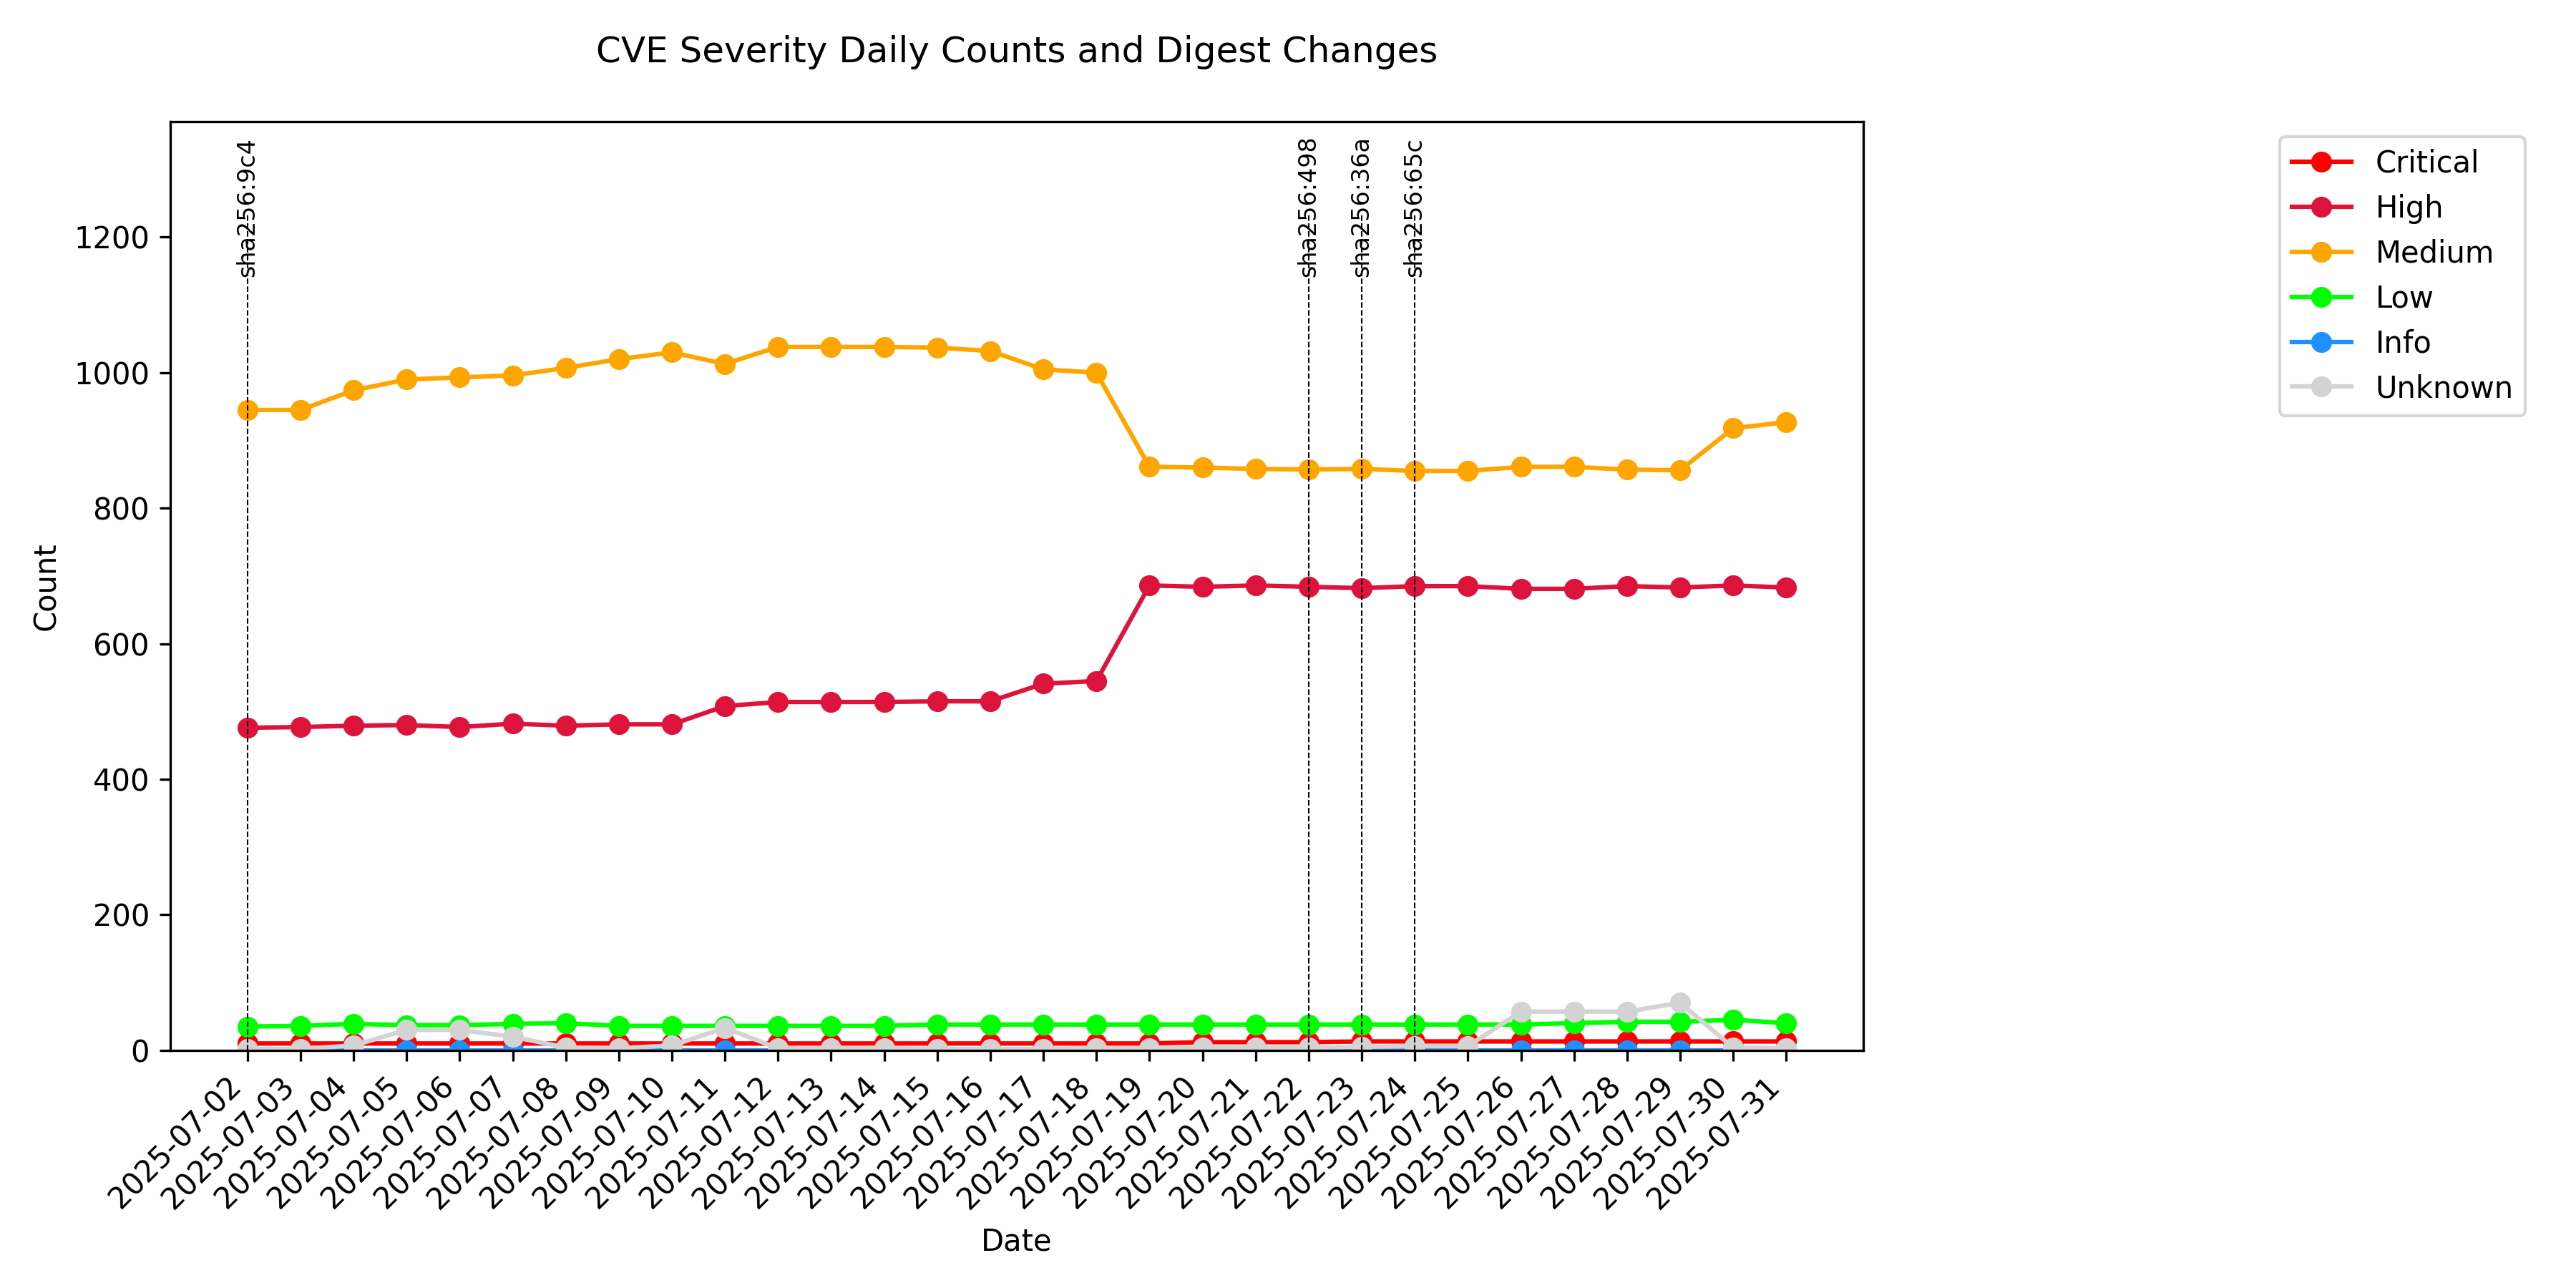 CVE Severity Daily Counts and Digest Changes
sha256:9c4
sha256:498
sha256:36a
sha256:65c
Critical
High
Medium
Low
Info
Unknown
Count
1200
1000
800
600
400
200
0
2025-07-02
2025-07-03
2025-07-04
2025-07-05
2025-07-06
2025-07-07
2025-07-08
2025-07-09
2025-07-10
2025-07-11
2025-07-12
2025-07-13
2025-07-14
2025-07-15
2025-07-16
2025-07-17
2025-07-18
2025-07-19
2025-07-20
2025-07-21
2025-07-22
2025-07-23
2025-07-24
2025-07-25
2025-07-26
2025-07-27
2025-07-28
2025-07-29
2025-07-30
2025-07-31
Date